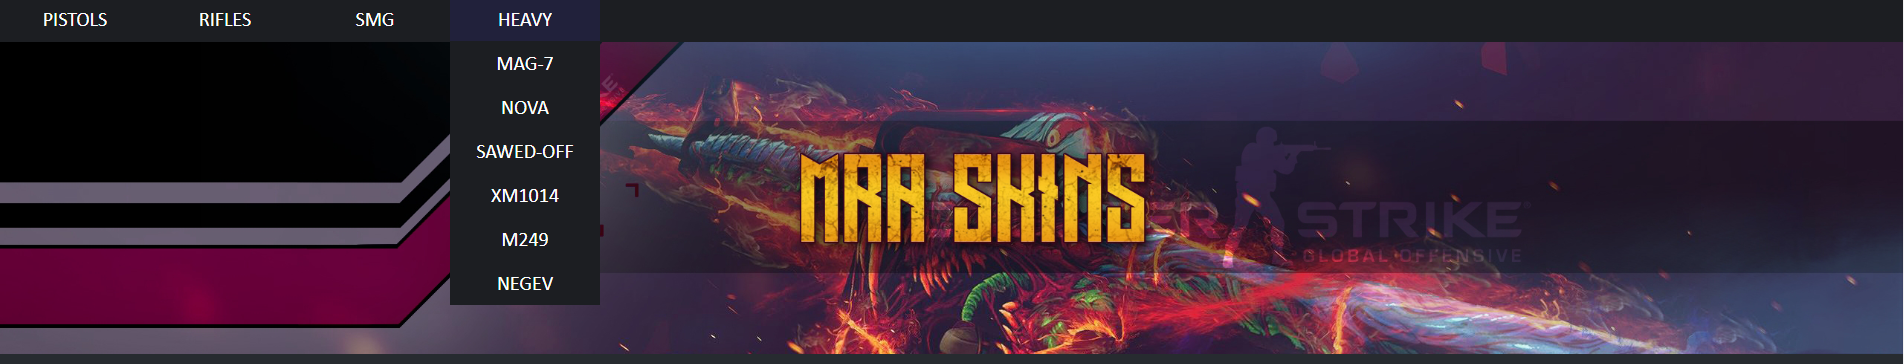 PISTOLS RIFLES SMG HEAVY
MAG-7
NOVA
SAWED-OFF
XM1014
M249
NEGEV
MRA SKINS
STRIKE
GLOBAL OFFENSIVE